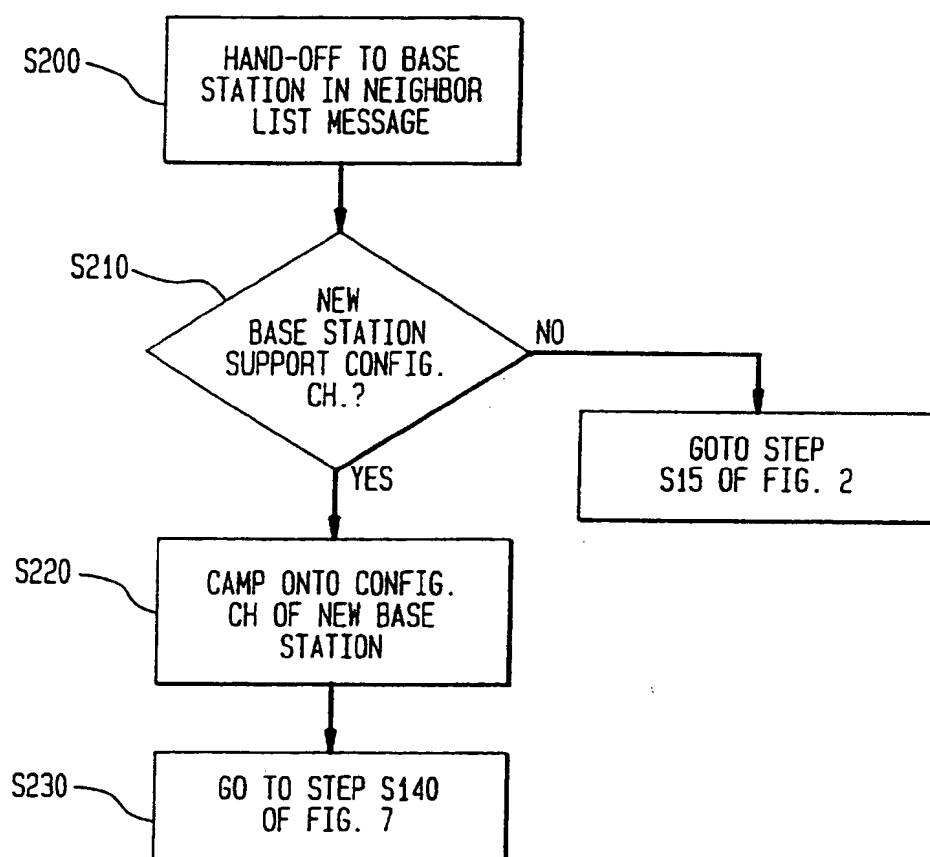 S200
HAND-OFF TO BASE
STATION IN NEIGHBOR
LIST MESSAGE
S210
NEW
BASE STATION
SUPPORT CONFIG.
CH.?
NO
GOTO STEP
S15 OF FIG. 2
YES
S220
CAMP ONTO CONFIG.
CH OF NEW BASE
STATION
S230
GO TO STEP S140
OF FIG. 7